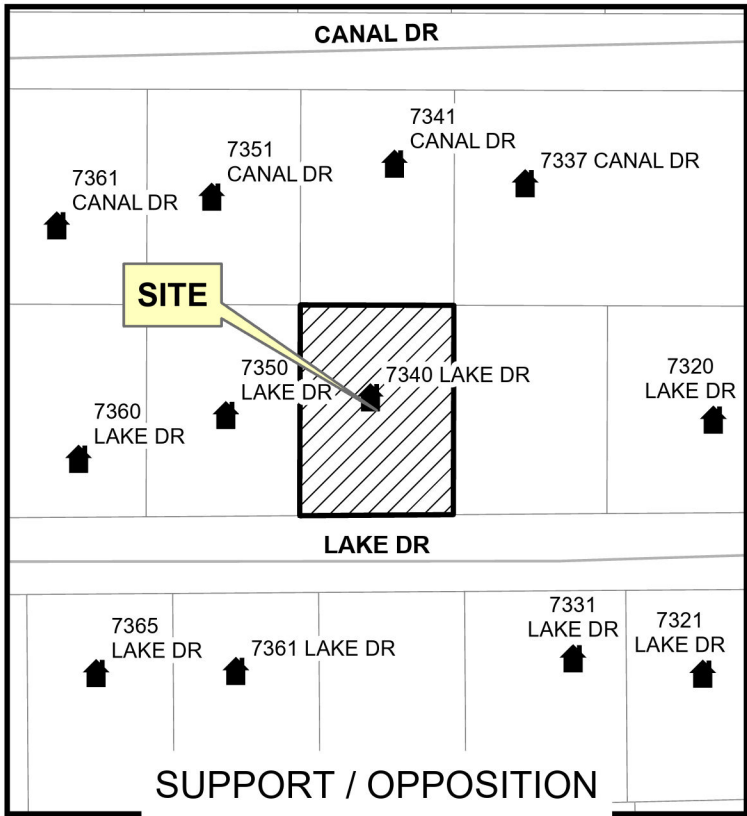 CANAL DR
7341
CANAL DR
7351
CANAL DR
7337 CANAL DR
7361
CANAL DR
SITE
7350
LAKE DR
7340 LAKE DR
7320
LAKE DR
7360
LAKE DR
LAKE DR
7365
LAKE DR
7361 LAKE DR
7331
LAKE DR
7321
LAKE DR
SUPPORT / OPPOSITION